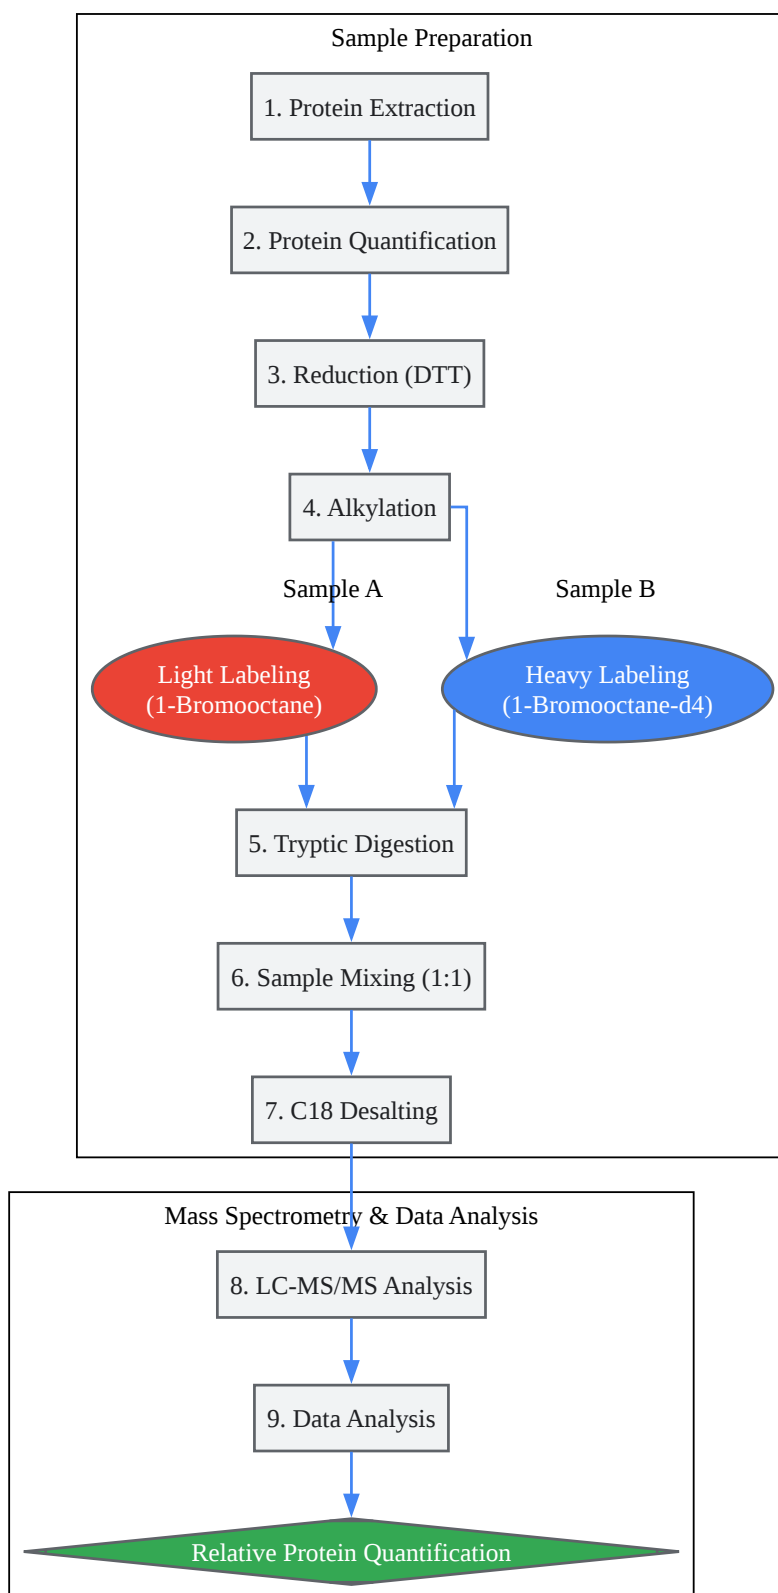 Sample Preparation
1. Protein Extraction
2. Protein Quantification
3. Reduction (DTT)
4. Alkylation
Sample A
Sample B
Light Labeling
(1-Bromooctane)
Heavy Labeling
(1-Bromooctane-d4)
5. Tryptic Digestion
6. Sample Mixing (1:1)
7. C18 Desalting
Mass Spectrometry & Data Analysis
8. LC-MS/MS Analysis
9. Data Analysis
Relative Protein Quantification